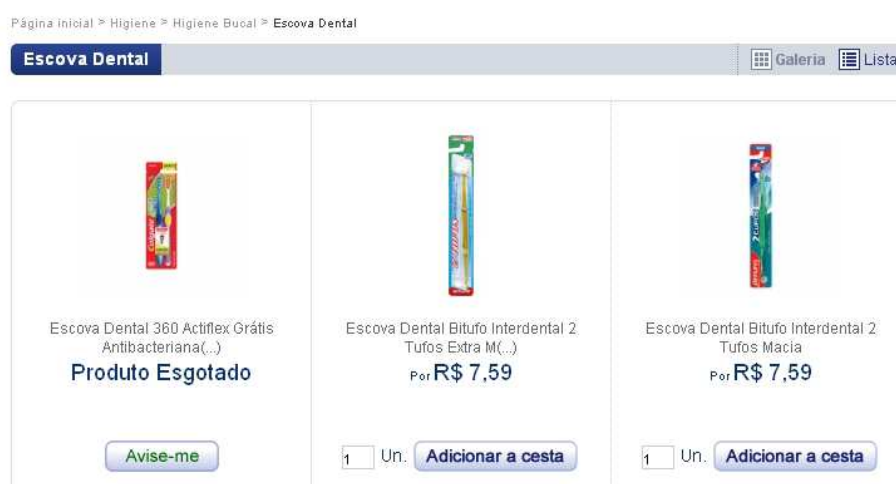 Página inicial > Higiene > Higiene Bucal > Escova Dental
Escova Dental
Galeria
Lista
Colgate
Escova Dental 360 Actiflex Grátis
Antibacteriana(...)
Produto Esgotado
Avise-me
Escova Dental Bitufo Interdental 2
Tufos Extra M(...)
Por R$ 7,59
1 Un. Adicionar a cesta
Escova Dental Bitufo Interdental 2
Tufos Macia
Por R$ 7,59
1 Un. Adicionar a cesta